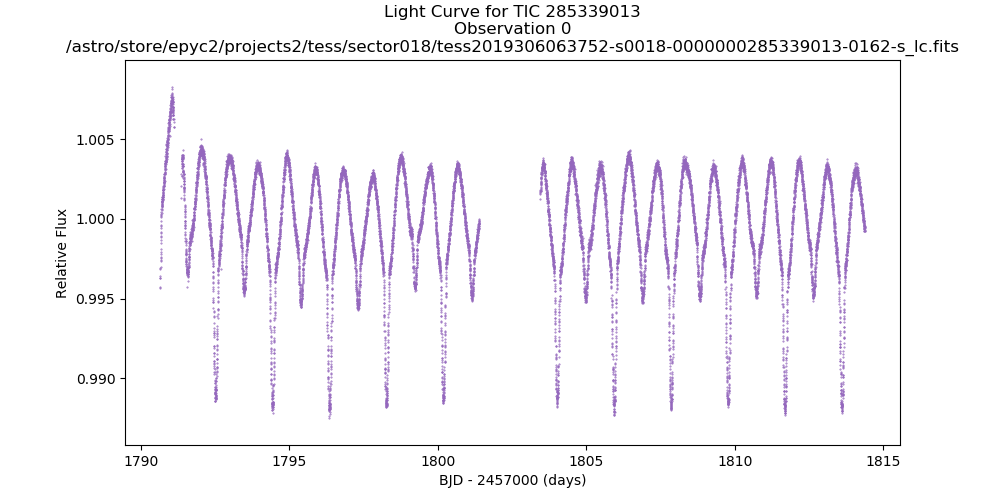 Light Curve for TIC 285339013
Observation 0
/astro/store/epyc2/projects2/tess/sector018/tess2019306063752-s0018-0000000285339013-0162-s_lc.fits
1.005
1.000
0.995
0.990
Relative Flux
1790
1795
1800
1805
1810
1815
BJD - 2457000 (days)